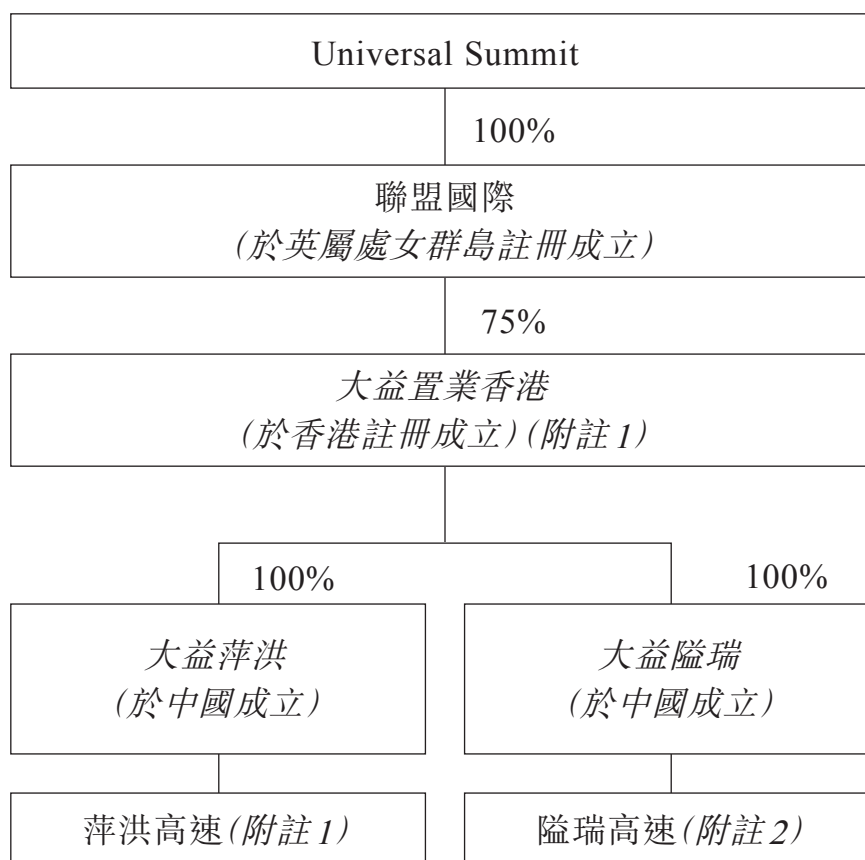 Universal Summit
100%
聯盟國際
(於英屬處女群島註冊成立)
75%
大益置業香港
(於香港註冊成立)(附註1)
100%
100%
大益萍洪
(於中國成立)
大益隘瑞
(於中國成立)
萍洪高速(附註1)
隘瑞高速(附註2)